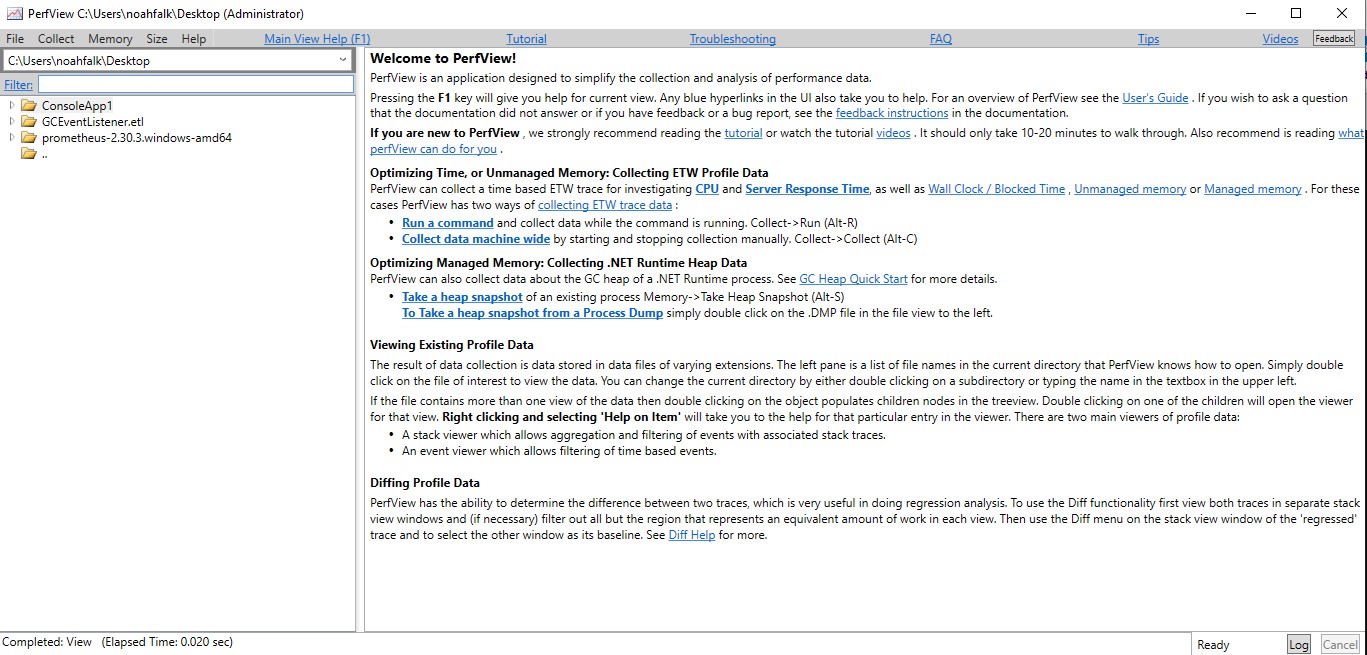 PerfView C:\Users\noahfalk\Desktop (Administrator)
File Collect Memory Size Help Main View Help (F1) Tutorial Troubleshooting FAQ Tips Videos Feedback
C:\Users\noahfalk\Desktop
Filter:
ConsoleApp1
GCEventListener.etl
prometheus-2.30.3.windows-amd64
..
Welcome to PerfView!
PerfView is an application designed to simplify the collection and analysis of performance data.
Pressing the F1 key will give you help for current view. Any blue hyperlinks in the UI also take you to help. For an overview of PerfView see the User's Guide . If you wish to ask a question
that the documentation did not answer or if you have feedback or a bug report, see the feedback instructions in the documentation.
If you are new to PerfView , we strongly recommend reading the tutorial or watch the tutorial videos . It should only take 10-20 minutes to walk through. Also recommend is reading what
perfView can do for you .
Optimizing Time, or Unmanaged Memory: Collecting ETW Profile Data
PerfView can collect a time based ETW trace for investigating CPU and Server Response Time, as well as Wall Clock / Blocked Time , Unmanaged memory or Managed memory . For these
cases PerfView has two ways of collecting ETW trace data :
• Run a command and collect data while the command is running. Collect->Run (Alt-R)
• Collect data machine wide by starting and stopping collection manually. Collect->Collect (Alt-C)
Optimizing Managed Memory: Collecting .NET Runtime Heap Data
PerfView can also collect data about the GC heap of a .NET Runtime process. See GC Heap Quick Start for more details.
• Take a heap snapshot of an existing process Memory->Take Heap Snapshot (Alt-S)
To Take a heap snapshot from a Process Dump simply double click on the .DMP file in the file view to the left.
Viewing Existing Profile Data
The result of data collection is data stored in data files of varying extensions. The left pane is a list of file names in the current directory that PerfView knows how to open. Simply double
click on the file of interest to view the data. You can change the current directory by either double clicking on a subdirectory or typing the name in the textbox in the upper left.
If the file contains more than one view of the data then double clicking on the object populates children nodes in the treeview. Double clicking on one of the children will open the viewer
for that view. Right clicking and selecting 'Help on Item' will take you to the help for that particular entry in the viewer. There are two main viewers of profile data:
• A stack viewer which allows aggregation and filtering of events with associated stack traces.
• An event viewer which allows filtering of time based events.
Diffing Profile Data
PerfView has the ability to determine the difference between two traces, which is very useful in doing regression analysis. To use the Diff functionality first view both traces in separate stack
view windows and (if necessary) filter out all but the region that represents an equivalent amount of work in each view. Then use the Diff menu on the stack view window of the 'regressed'
trace and to select the other window as its baseline. See Diff Help for more.
Completed: View (Elapsed Time: 0.020 sec)
Ready Log Cancel